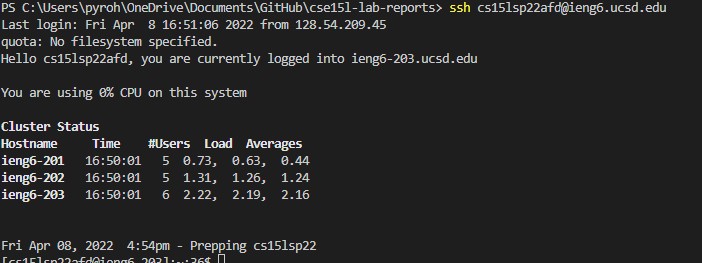 PS C:\Users\pyroh\OneDrive\Documents\GitHub\cse15l-lab-reports> ssh cs15lsp22afd@ieng6.ucsd.edu
Last login: Fri Apr  8 16:51:06 2022 from 128.54.209.45
quota: No filesystem specified.
Hello cs15lsp22afd, you are currently logged into ieng6-203.ucsd.edu
You are using 0% CPU on this system
Cluster Status
Hostname     Time    #Users  Load  Averages
ieng6-201   16:50:01   5  0.73,  0.63,  0.44
ieng6-202   16:50:01   5  1.31,  1.26,  1.24
ieng6-203   16:50:01   6  2.22,  2.19,  2.16
Fri Apr 08, 2022  4:54pm - Prepping cs15lsp22
[cs15lsp22afd@ieng6-203]:~:36$